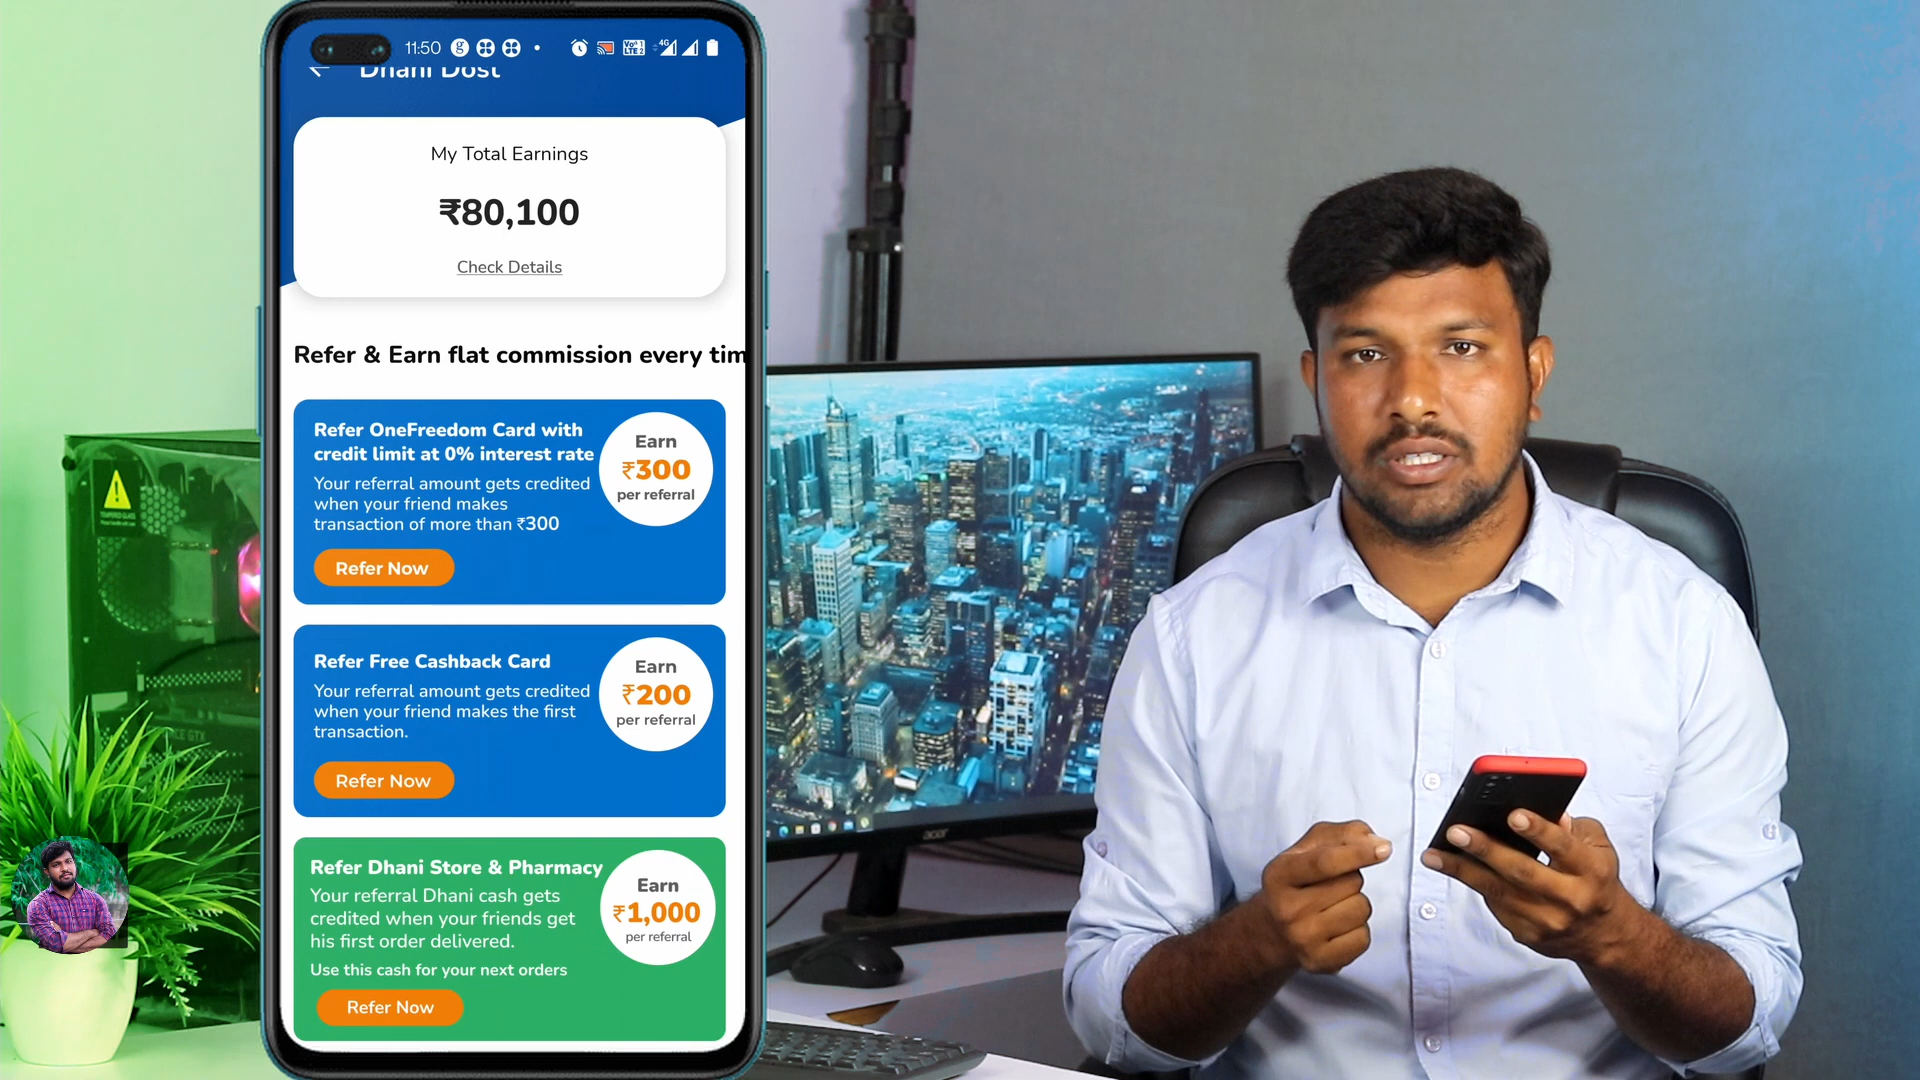 11:50
Dhani Dost
My Total Earnings
₹80,100
Check Details
Refer & Earn flat commission every tim
Refer OneFreedom Card with
credit limit at 0% interest rate
Your referral amount gets credited
when your friend makes
transaction of more than ₹300
Earn
₹300
per referral
Refer Now
Refer Free Cashback Card
Your referral amount gets credited
when your friend makes the first
transaction.
Earn
₹200
per referral
Refer Now
Refer Dhani Store & Pharmacy
Your referral Dhani cash gets
credited when your friends get
his first order delivered.
Use this cash for your next orders
Earn
₹1,000
per referral
Refer Now
acer